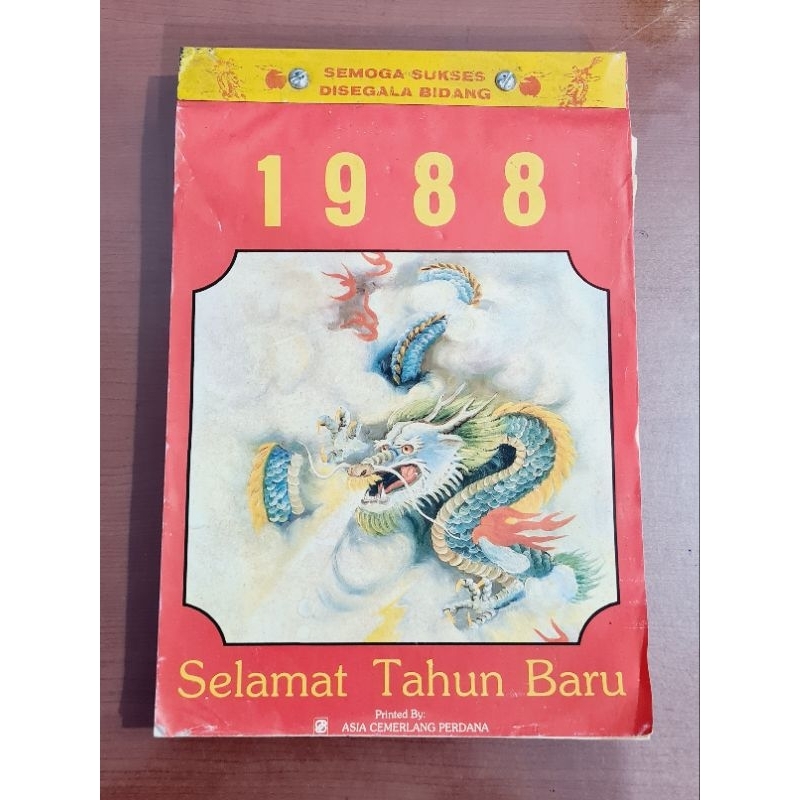 SEMOGA SUKSES
DISEGALA BIDANG
1988
Selamat Tahun Baru
Printed By:
ASIA CEMERLANG PERDANA